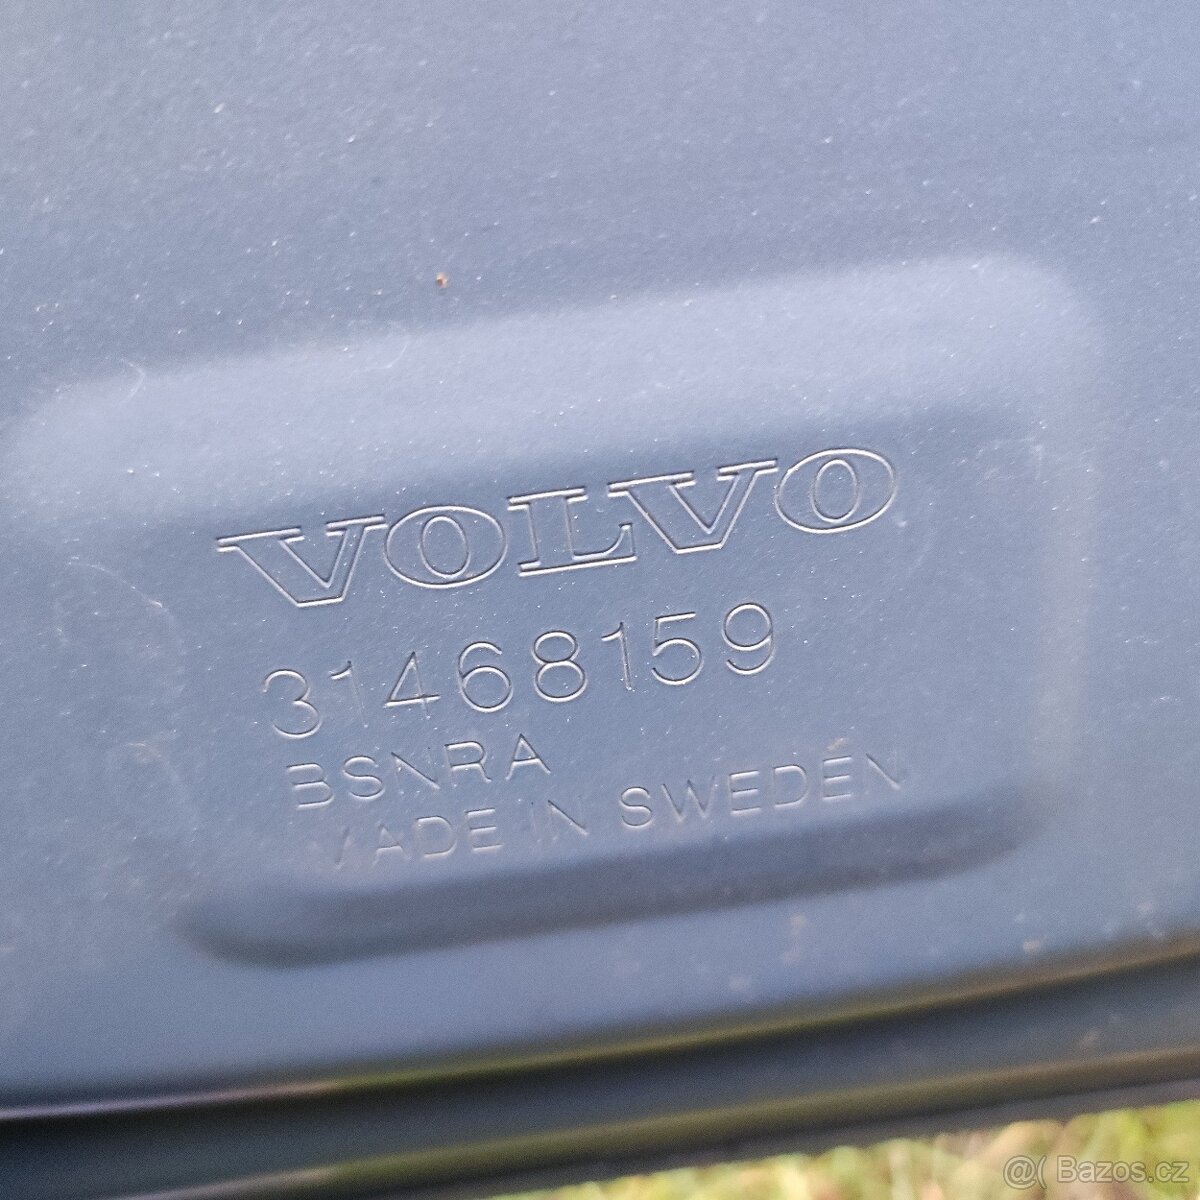 VOLVO
31468159
BSNRA
MADE IN SWEDEN
@( Bazos.cz